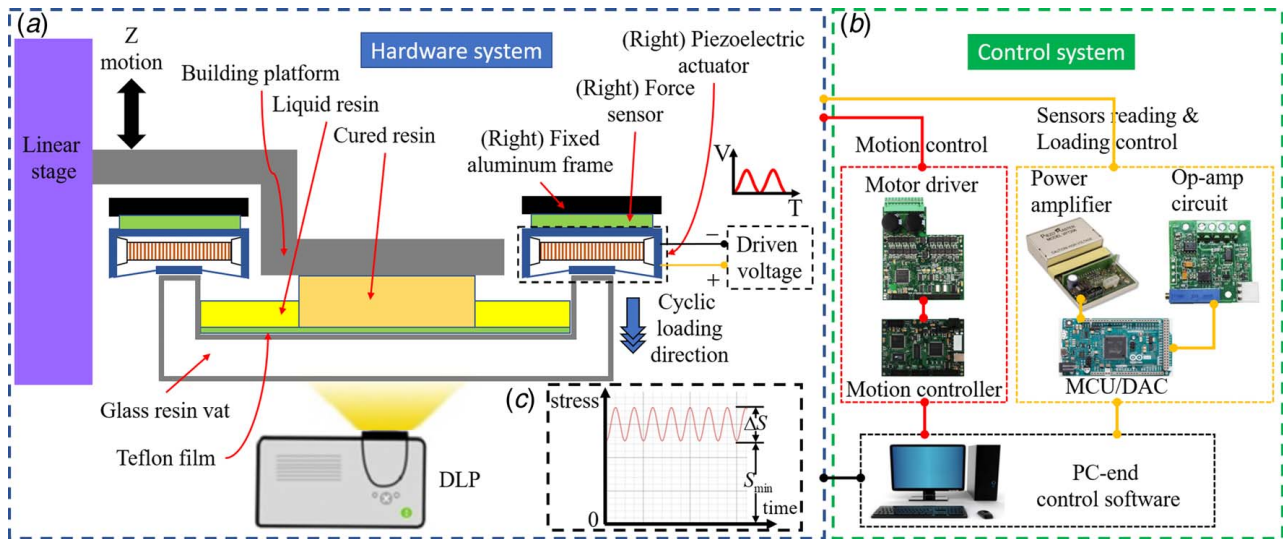 (a)
Hardware system
Z
motion
Linear
stage
Building platform
Liquid resin
Cured resin
(Right) Fixed
aluminum frame
(Right) Force
sensor
(Right) Piezoelectric
actuator
V
T
−
+
Driven
voltage
Cyclic
loading
direction
Glass resin vat
Teflon film
DLP
(c)
stress
ΔS
Smin
time
0
(b)
Control system
Motion control
Sensors reading &
Loading control
Motor driver
Power
amplifier
Op-amp
circuit
Motion controller
MCU/DAC
PC-end
control software